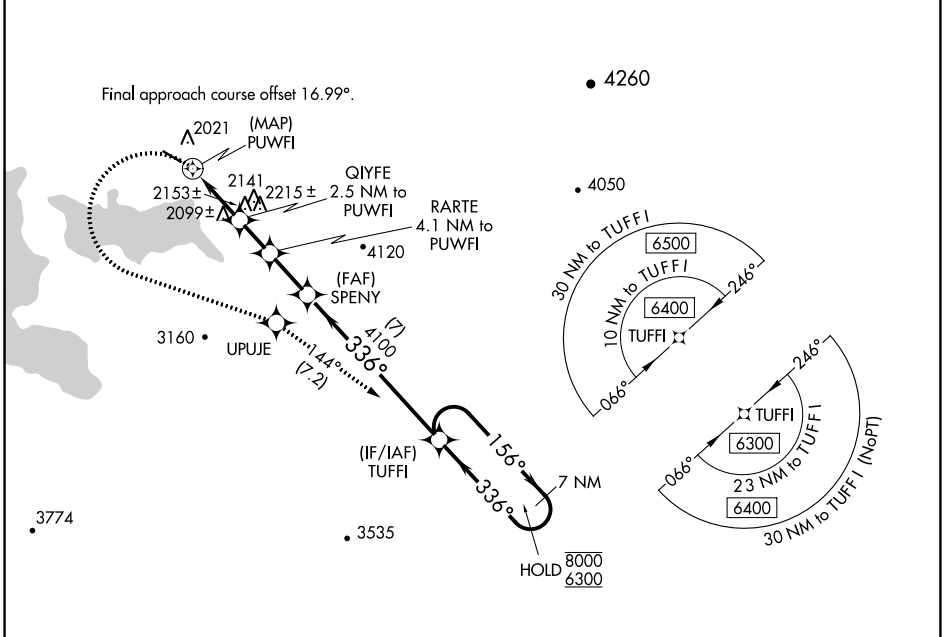 Final approach course offset 16.99°.
4260
2021
(MAP)
PUWFI
2153±
2141
2215±
2099±
QIYFE
2.5 NM to
PUWFI
RARTE
4.1 NM to
PUWFI
4050
4120
(FAF)
SPENY
3160
UPUJE
144°
(7.2)
(7)
4100
336°
(IF/IAF)
TUFFI
156°
336°
7 NM
HOLD
8000
6300
3774
3535
30 NM to TUFFI
6500
10 NM to TUFFI
6400
TUFFI
246°
066°
246°
TUFFI
066°
6300
23 NM to TUFFI
6400
30 NM to TUFFI (NoPT)